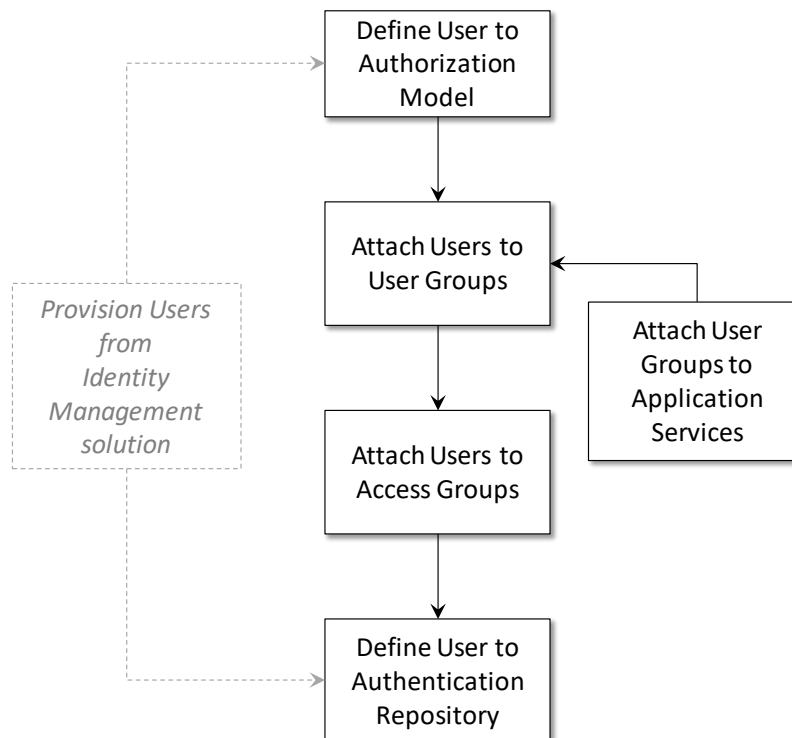 Define User to
Authorization
Model
Attach Users to
User Groups
Provision Users
from
Identity
Management
solution
Attach User
Groups to
Application
Services
Attach Users to
Access Groups
Define User to
Authentication
Repository